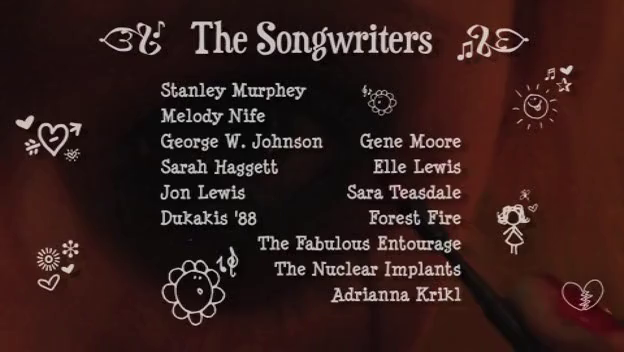 The Songwriters
Stanley Murphey
Melody Nife
George W. Johnson
Sarah Haggett
Jon Lewis
Dukakis '88
Gene Moore
Elle Lewis
Sara Teasdale
Forest Fire
The Fabulous Entourage
The Nuclear Implants
Adrianna Krikl